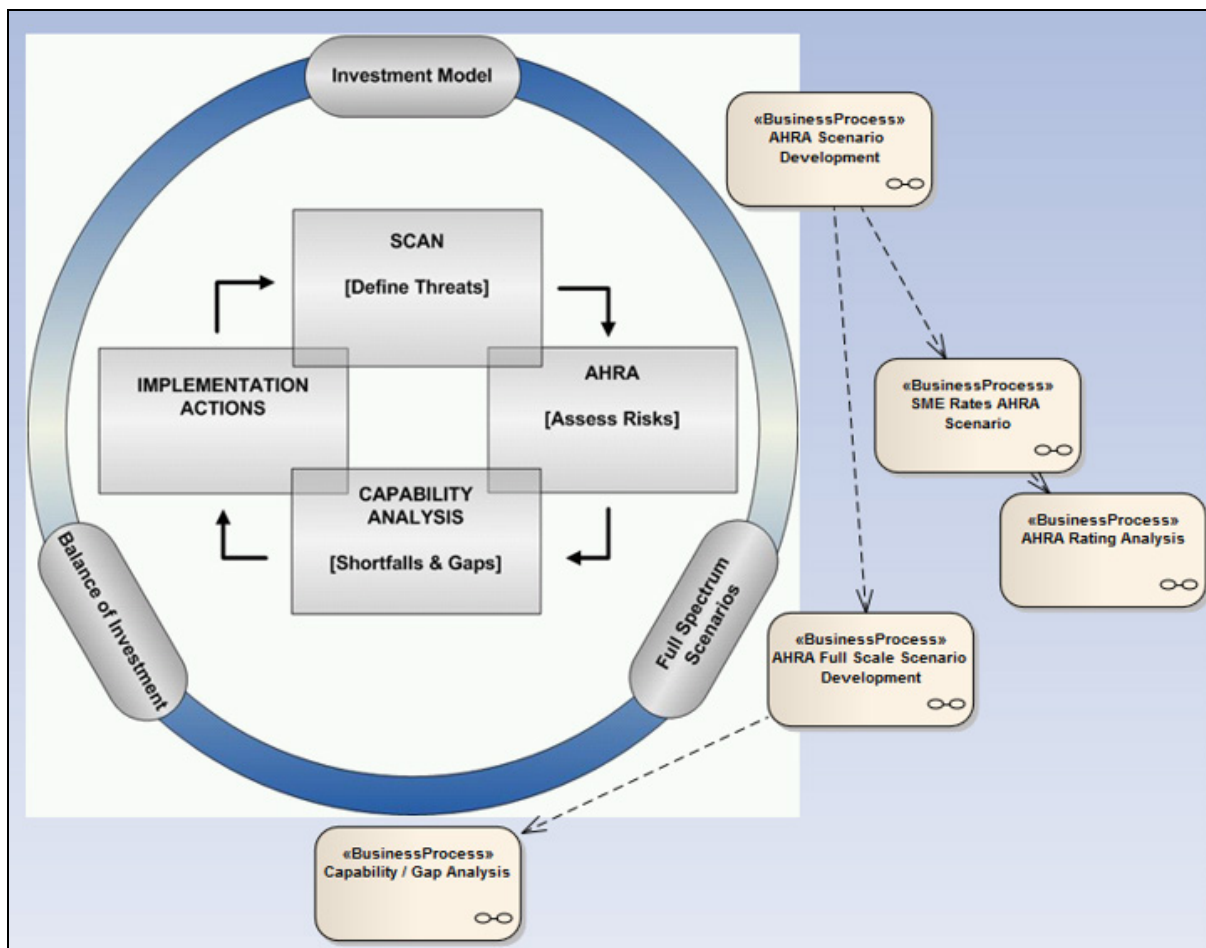 Investment Model
«BusinessProcess»
AHRA Scenario
Development
SCAN
[Define Threats]
IMPLEMENTATION
ACTIONS
AHRA
[Assess Risks]
CAPABILITY
ANALYSIS
[Shortfalls & Gaps]
«BusinessProcess»
SME Rates AHRA
Scenario
«BusinessProcess»
AHRA Rating Analysis
Balance of Investment
Full Spectrum
Scenarios
«BusinessProcess»
AHRA Full Scale Scenario
Development
«BusinessProcess»
Capability / Gap Analysis